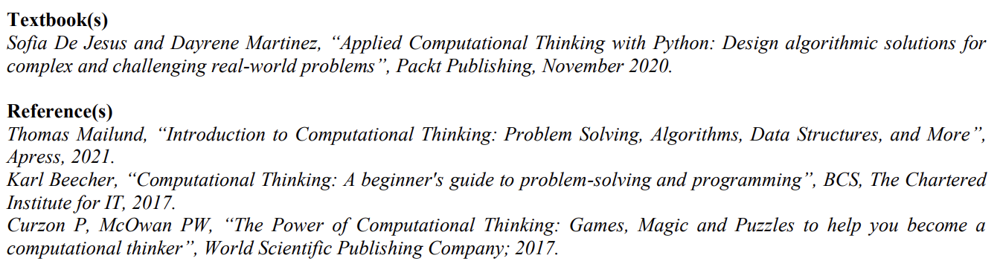 Textbook(s)
Sofia De Jesus and Dayrene Martinez, “Applied Computational Thinking with Python: Design algorithmic solutions for
complex and challenging real-world problems”, Packt Publishing, November 2020.
Reference(s)
Thomas Mailund, “Introduction to Computational Thinking: Problem Solving, Algorithms, Data Structures, and More”,
Apress, 2021.
Karl Beecher, “Computational Thinking: A beginner's guide to problem-solving and programming”, BCS, The Chartered
Institute for IT, 2017.
Curzon P, McOwan PW, “The Power of Computational Thinking: Games, Magic and Puzzles to help you become a
computational thinker”, World Scientific Publishing Company; 2017.